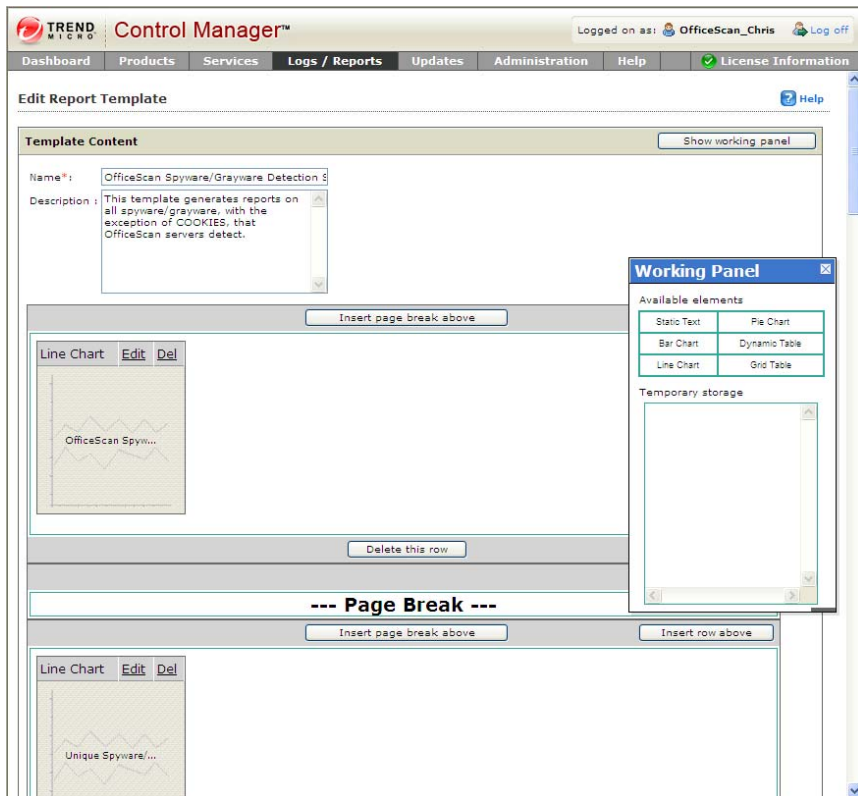 TREND MICRO Control Manager™ Logged on as: OfficeScan_Chris Log off
Dashboard Products Services Logs / Reports Updates Administration Help License Information
Edit Report Template Help
Template Content Show working panel
Name*: OfficeScan Spyware/Grayware Detection S
Description : This template generates reports on
all spyware/grayware, with the
exception of COOKIES, that
OfficeScan servers detect.
Working Panel
Available elements
Static Text Pie Chart
Bar Chart Dynamic Table
Line Chart Grid Table
Temporary storage
Insert page break above
Line Chart Edit Del
OfficeScan Spyw...
Delete this row
--- Page Break ---
Insert page break above Insert row above
Line Chart Edit Del
Unique Spyware/...